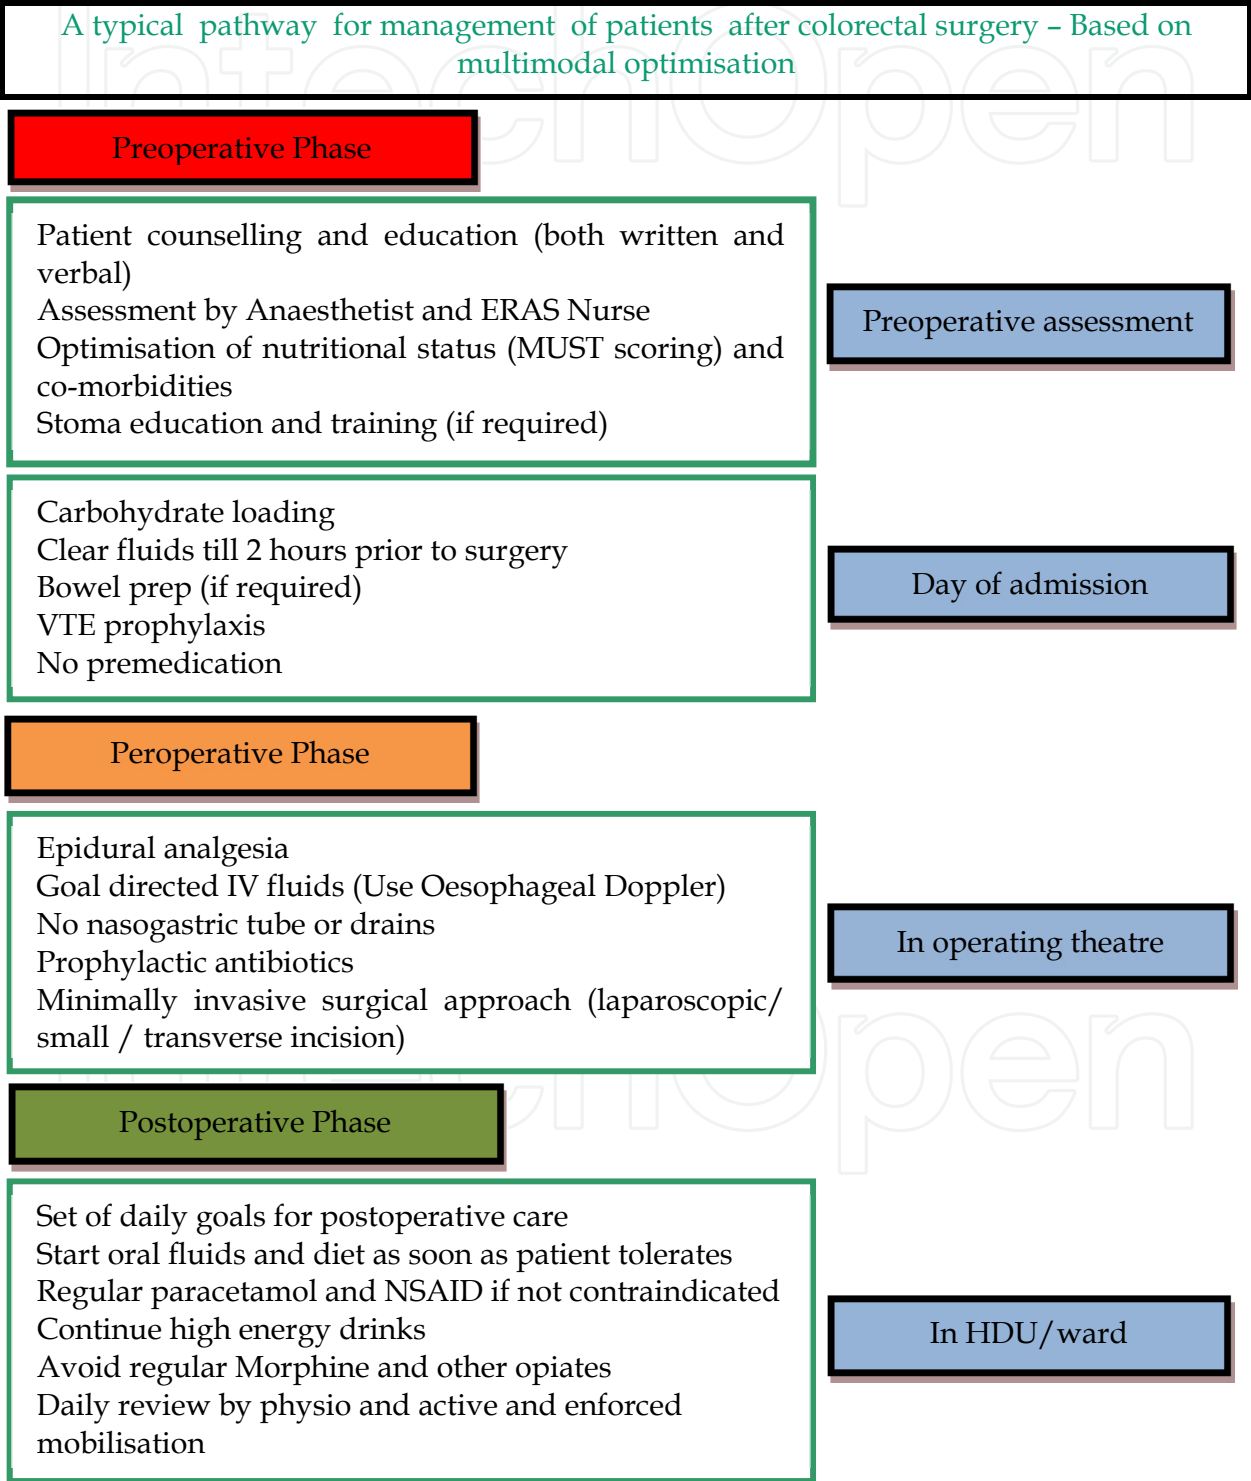 A typical pathway for management of patients after colorectal surgery – Based on
multimodal optimisation
IntechOpen
Preoperative Phase
Patient counselling and education (both written and
verbal)
Assessment by Anaesthetist and ERAS Nurse
Optimisation of nutritional status (MUST scoring) and
co-morbidities
Stoma education and training (if required)
Preoperative assessment
Carbohydrate loading
Clear fluids till 2 hours prior to surgery
Bowel prep (if required)
VTE prophylaxis
No premedication
Day of admission
Peroperative Phase
Epidural analgesia
Goal directed IV fluids (Use Oesophageal Doppler)
No nasogastric tube or drains
Prophylactic antibiotics
Minimally invasive surgical approach (laparoscopic/
small / transverse incision)
In operating theatre
IntechOpen
Postoperative Phase
Set of daily goals for postoperative care
Start oral fluids and diet as soon as patient tolerates
Regular paracetamol and NSAID if not contraindicated
Continue high energy drinks
Avoid regular Morphine and other opiates
Daily review by physio and active and enforced
mobilisation
In HDU/ward